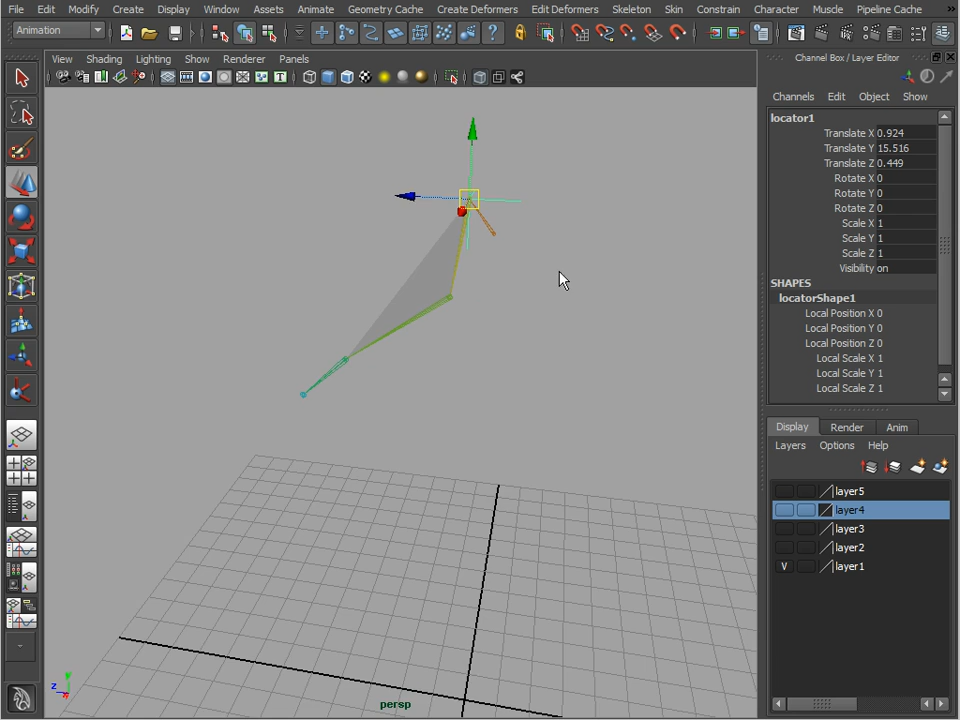 File Edit Modify Create Display Window Assets Animate Geometry Cache Create Deformers Edit Deformers Skeleton Skin Constrain Character Muscle Pipeline Cache »
Animation
View Shading Lighting Show Renderer Panels
Channel Box / Layer Editor
Channels Edit Object Show
locator1
Translate X 0.924
Translate Y 15.516
Translate Z 0.449
Rotate X 0
Rotate Y 0
Rotate Z 0
Scale X 1
Scale Y 1
Scale Z 1
Visibility on
SHAPES
locatorShape1
Local Position X 0
Local Position Y 0
Local Position Z 0
Local Scale X 1
Local Scale Y 1
Local Scale Z 1
Display Render Anim
Layers Options Help
layer5
layer4
layer3
layer2
V layer1
y
z
x
persp